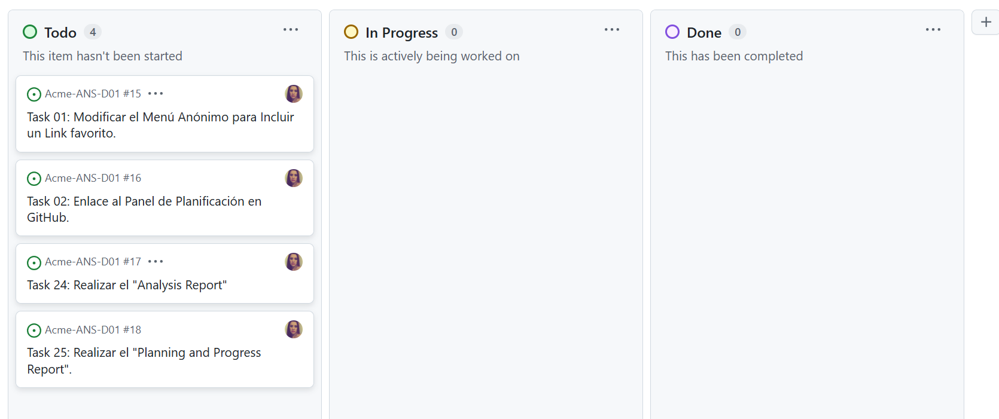 Todo 4
This item hasn't been started
Acme-ANS-D01 #15
Task 01: Modificar el Menú Anónimo para Incluir
un Link favorito.
Acme-ANS-D01 #16
Task 02: Enlace al Panel de Planificación en
GitHub.
Acme-ANS-D01 #17
Task 24: Realizar el "Analysis Report"
Acme-ANS-D01 #18
Task 25: Realizar el "Planning and Progress
Report".
In Progress 0
This is actively being worked on
Done 0
This has been completed